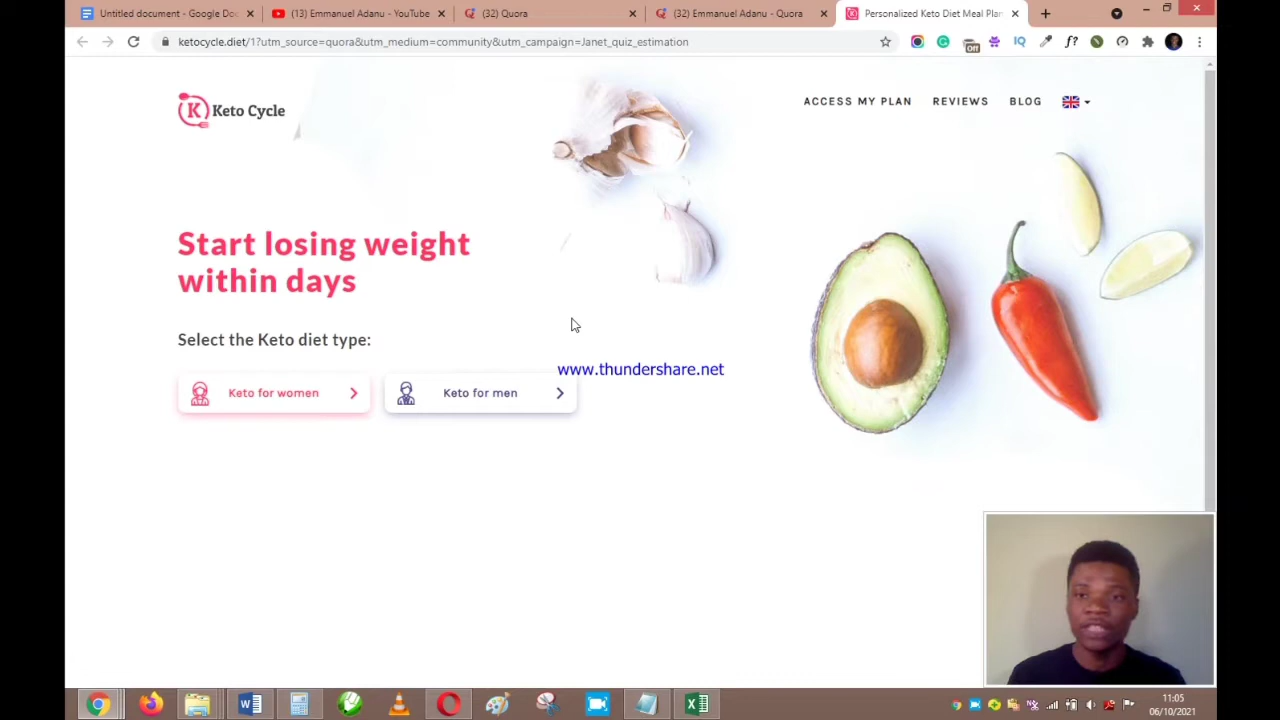 Untitled document - Google Doc
(13) Emmanuel Adanu - YouTube
(32) Quora
(32) Emmanuel Adanu - Quora
Personalized Keto Diet Meal Plan
ketocycle.diet/1?utm_source=quora&utm_medium=community&utm_campaign=Janet_quiz_estimation
Off
IQ
f?
K
Keto Cycle
ACCESS MY PLAN
REVIEWS
BLOG
Start losing weight
within days
Select the Keto diet type:
www.thundershare.net
Keto for women
Keto for men
11:05
06/10/2021